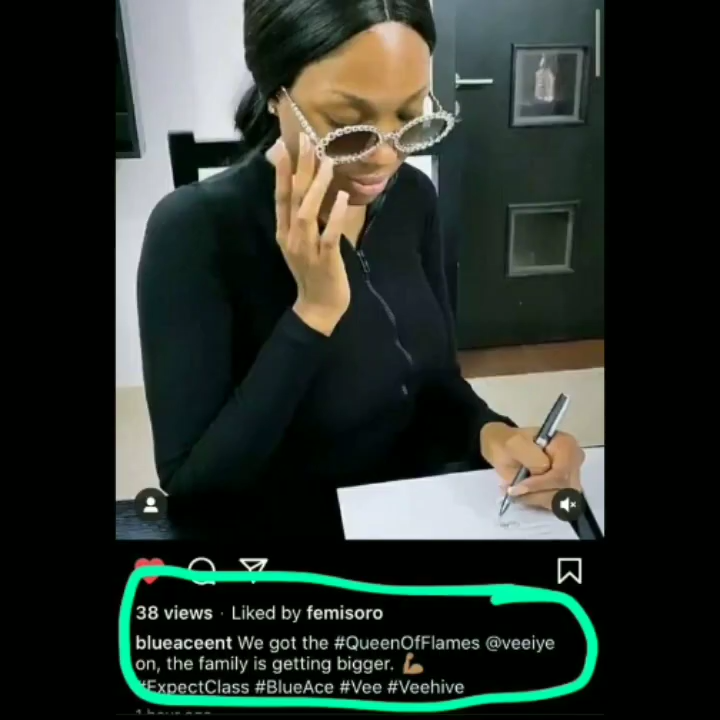 38 views · Liked by femisoro
blueaceent We got the #QueenOfFlames @veeiye
on, the family is getting bigger. 💪🏾
#ExpectClass #BlueAce #Vee #Veehive